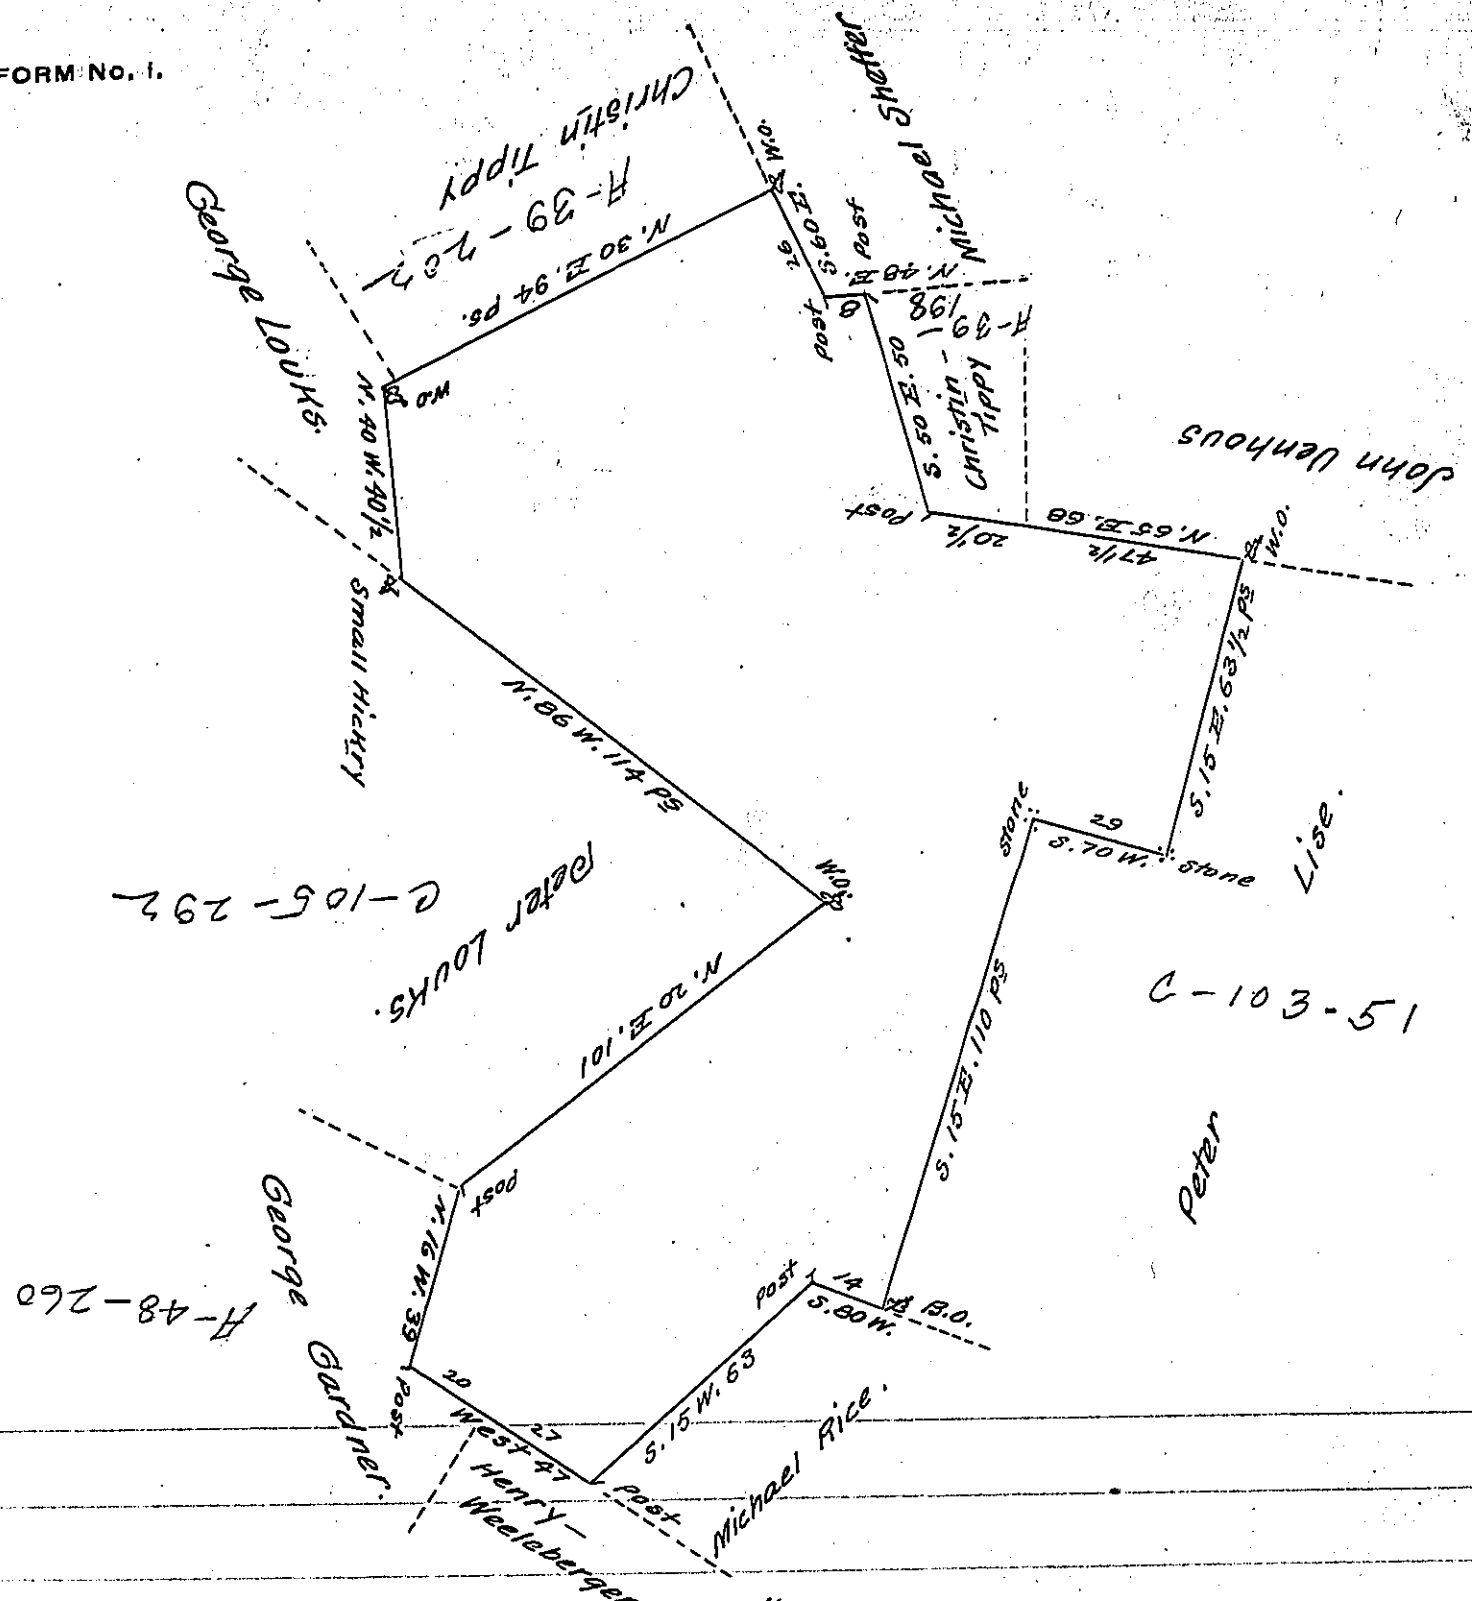 FORM No. 1.
George Louks.
Christin Tippy
A-39-202
N. 30 E. 94 ps.
W.O.
S. 60 E.
26
Post
Michael Sheffer
N. 48 E.
8
Post
A-39-
198
Christin-
Tippy
S. 50 E. 50
Post
20½
N. 65 E. 68
47½
John Venhous
W.O.
W.O
N. 40 W. 40½
Small Hickry
N. 86 W. 114 ps
S. 15 E. 63½ ps
Stone
29
S. 70 W.
Stone
Peter Lise.
C-103-51
C-105-292
Peter Louks.
W.O.
N. 20 E. 101
S. 15 E. 110 ps
Post
N. 16 W. 39
George Gardner.
A-48-260
Post
14
S. 80 W.
B.O.
Post
20
27
West 47
S. 15 W. 63
Post
Michael Rice.
Henry-